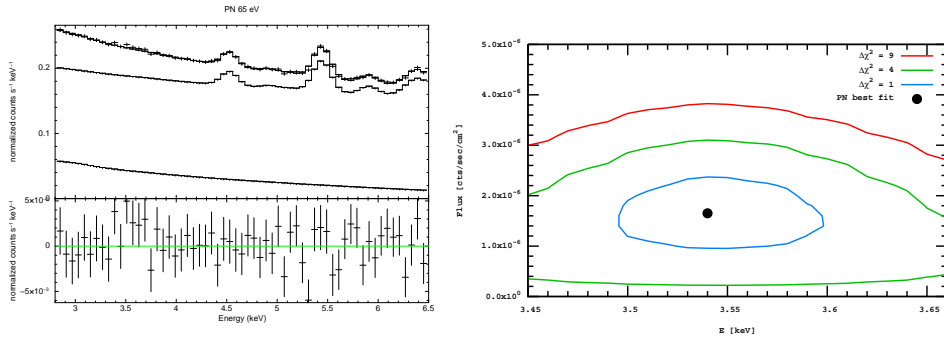 PN 65 eV
normalized counts s⁻¹ keV⁻¹
0.2
0.1
0
normalized counts s⁻¹ keV⁻¹
5×10⁻³
0
−5×10⁻³
3 3.5 4 4.5 5 5.5 6 6.5
Energy (keV)
Flux [cts/sec/cm²]
5.0x10⁻⁶
4.0x10⁻⁶
3.0x10⁻⁶
2.0x10⁻⁶
1.0x10⁻⁶
0.0x10⁰
Δχ² = 9
Δχ² = 4
Δχ² = 1
PN best fit
3.45 3.5 3.55 3.6 3.65
E [keV]